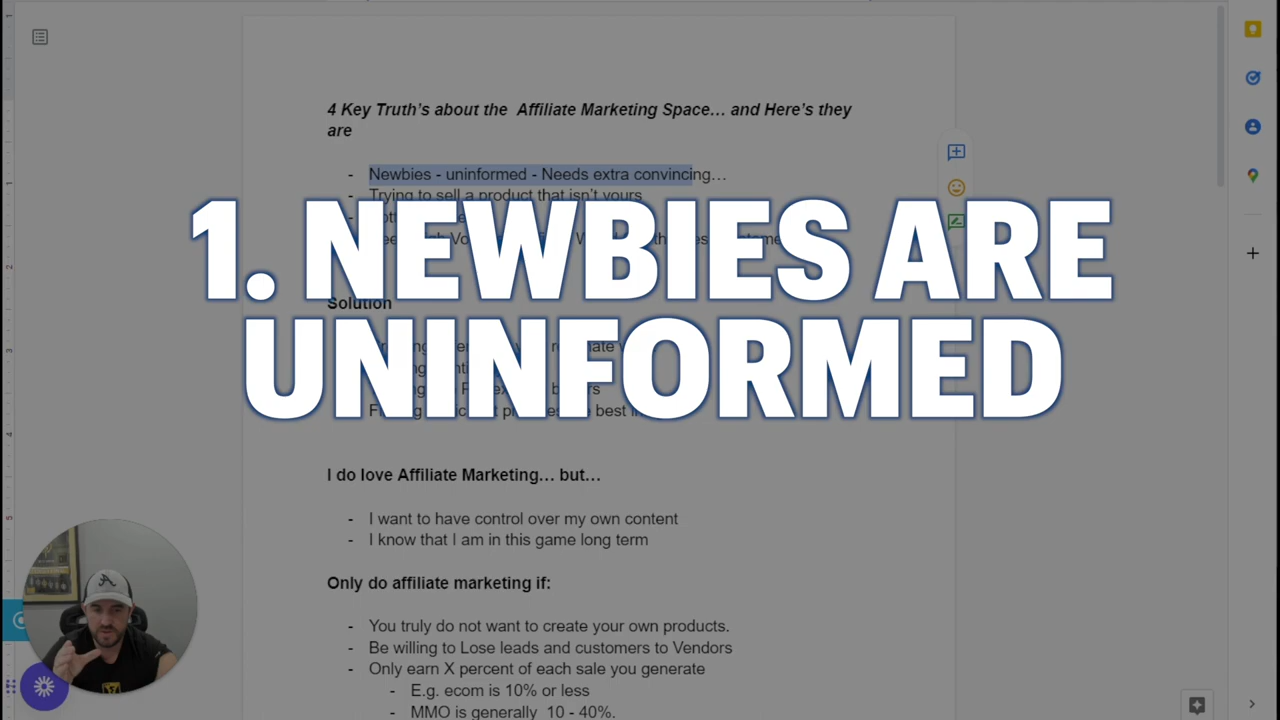 4 Key Truth's about the Affiliate Marketing Space… and Here's they
are
- Newbies - uninformed - Needs extra convincing…
- Trying to sell a product that isn't yours
1. NEWBIES ARE
UNINFORMED
Solution
I do love Affiliate Marketing… but…
- I want to have control over my own content
- I know that I am in this game long term
Only do affiliate marketing if:
- You truly do not want to create your own products.
- Be willing to Lose leads and customers to Vendors
- Only earn X percent of each sale you generate
- E.g. ecom is 10% or less
- MMO is generally 10 - 40%.